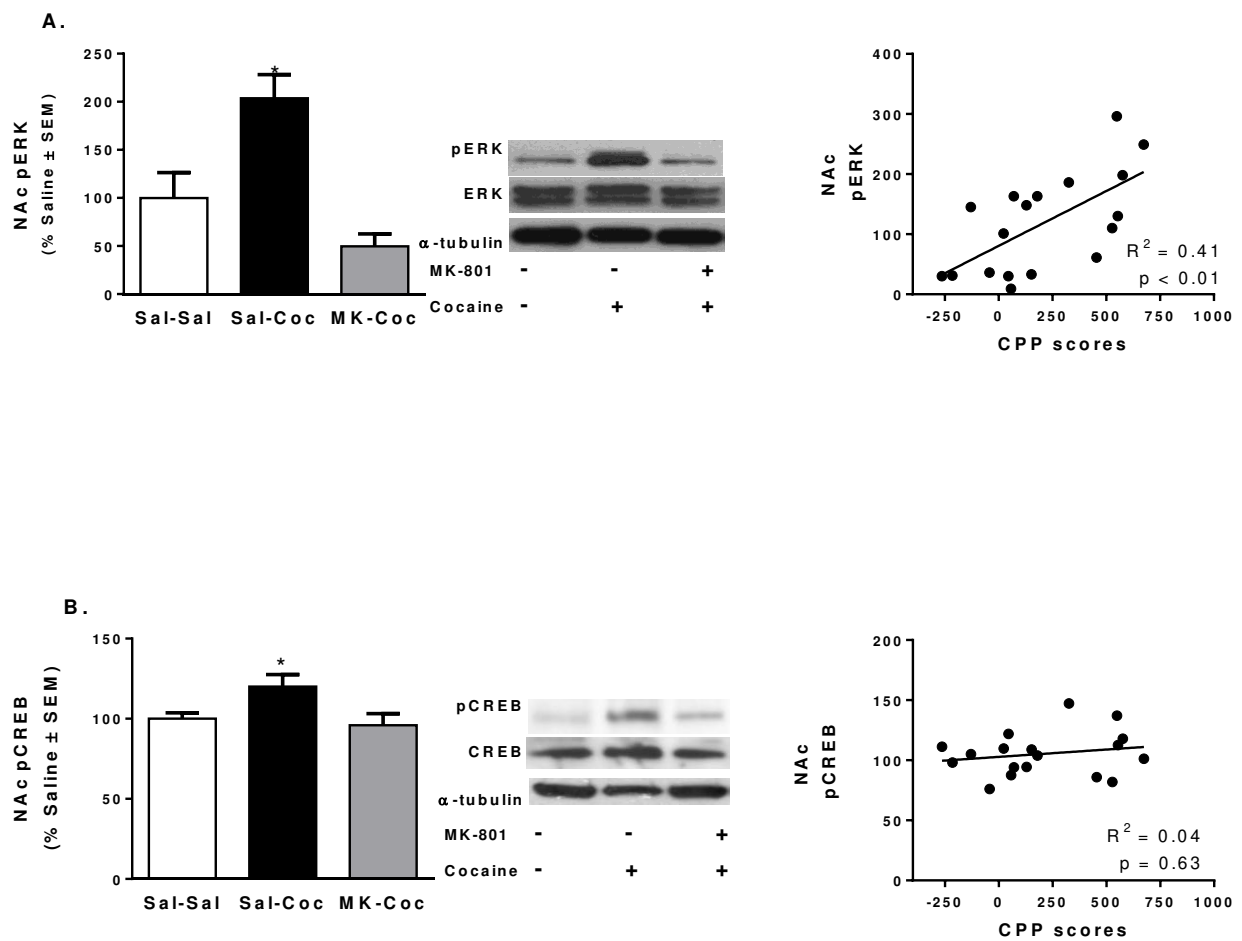 A.
NAc pERK
(% Saline ± SEM)
250
200
150
100
50
0
*
Sal-Sal Sal-Coc MK-Coc
pERK
ERK
α-tubulin
MK-801 - - +
Cocaine - + +
NAc
pERK
400
300
200
100
0
R² = 0.41
p < 0.01
-250 0 250 500 750 1000
CPP scores
B.
NAc pCREB
(% Saline ± SEM)
150
100
50
0
*
Sal-Sal Sal-Coc MK-Coc
pCREB
CREB
α-tubulin
MK-801 - - +
Cocaine - + +
NAc
pCREB
200
150
100
50
0
R² = 0.04
p = 0.63
-250 0 250 500 750 1000
CPP scores